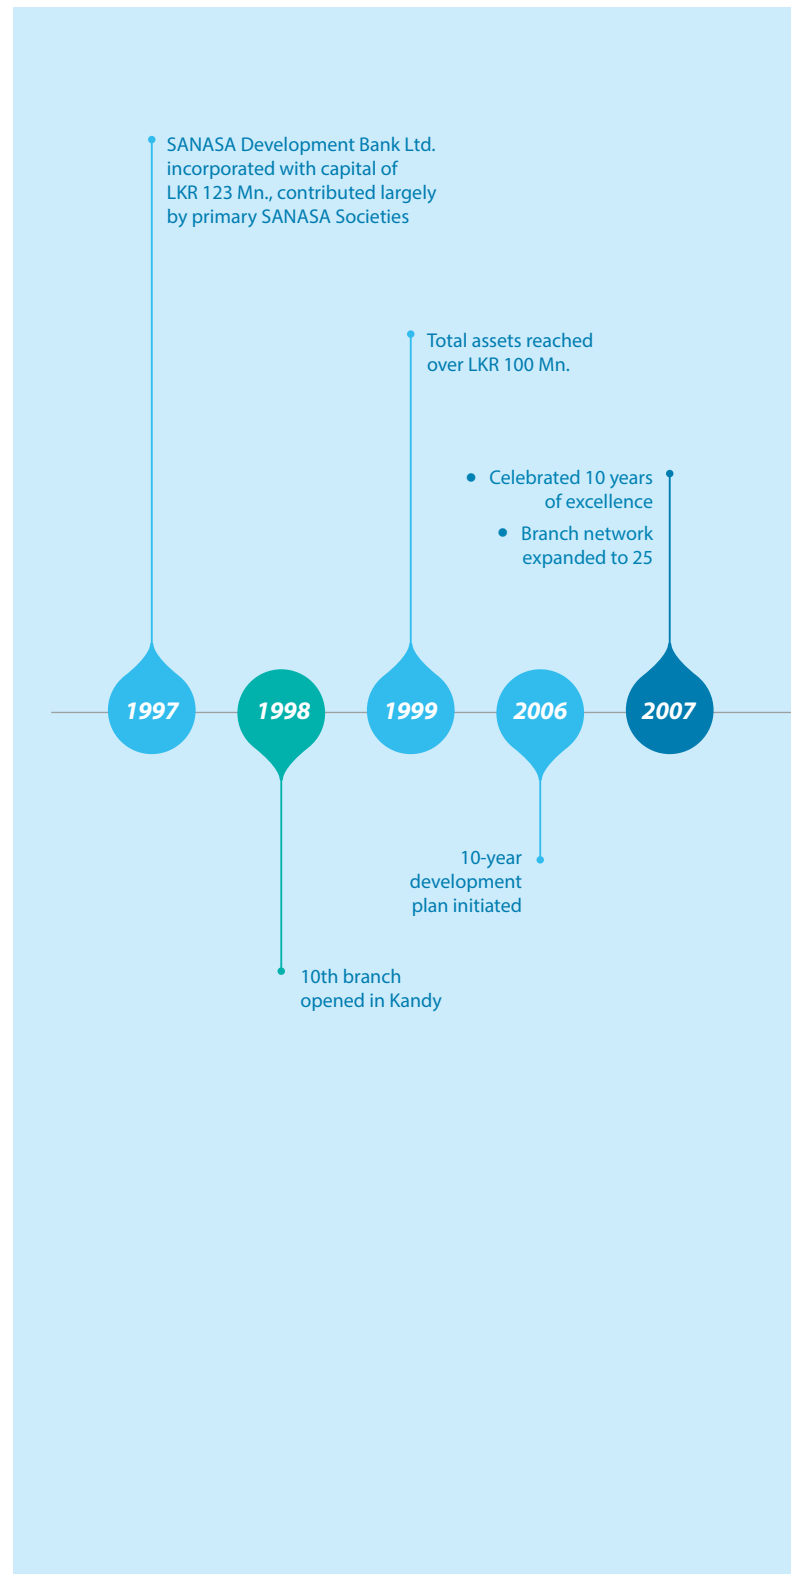 SANASA Development Bank Ltd.
incorporated with capital of
LKR 123 Mn., contributed largely
by primary SANASA Societies
Total assets reached
over LKR 100 Mn.
• Celebrated 10 years
of excellence
• Branch network
expanded to 25
1997 1998 1999 2006 2007
10-year
development
plan initiated
10th branch
opened in Kandy